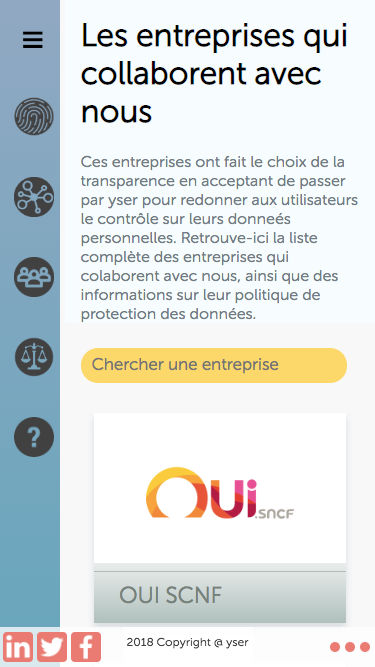 Les entreprises qui
collaborent avec
nous
Ces entreprises ont fait le choix de la
transparence en acceptant de passer
par yser pour redonner aux utilisateurs
le contrôle sur leurs donneés
personnelles. Retrouve-ici la liste
complète des entreprises qui
colaborent avec nous, ainsi que des
informations sur leur politique de
protection des données.
Chercher une entreprise
OUi.sncf
OUI SCNF
?
in
f
2018 Copyright @ yser